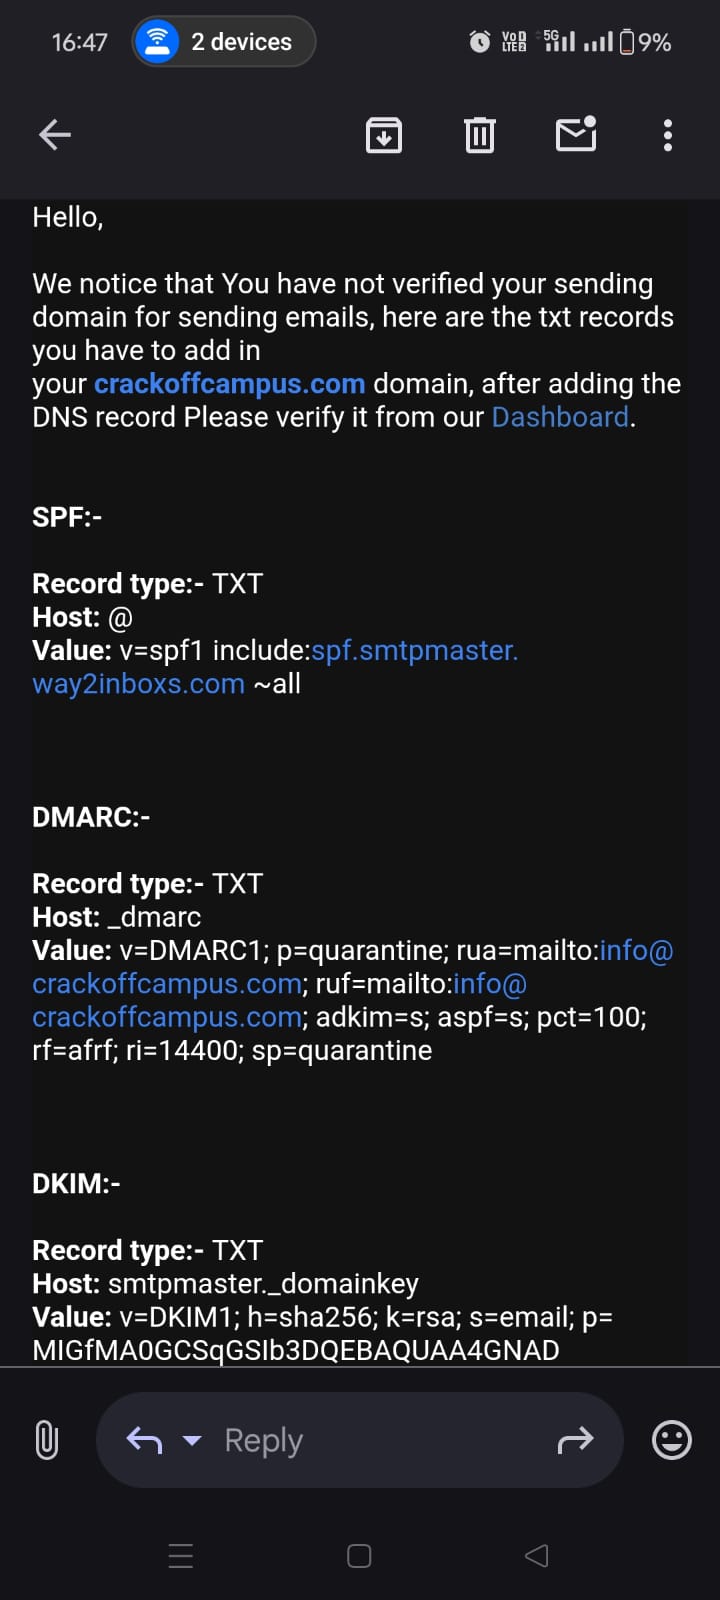 16:47 2 devices VoD LTE2 5G 9%
Hello,
We notice that You have not verified your sending
domain for sending emails, here are the txt records
you have to add in
your crackoffcampus.com domain, after adding the
DNS record Please verify it from our Dashboard.
SPF:-
Record type:- TXT
Host: @
Value: v=spf1 include:spf.smtpmaster.
way2inboxs.com ~all
DMARC:-
Record type:- TXT
Host: _dmarc
Value: v=DMARC1; p=quarantine; rua=mailto:info@
crackoffcampus.com; ruf=mailto:info@
crackoffcampus.com; adkim=s; aspf=s; pct=100;
rf=afrf; ri=14400; sp=quarantine
DKIM:-
Record type:- TXT
Host: smtpmaster._domainkey
Value: v=DKIM1; h=sha256; k=rsa; s=email; p=
MIGfMA0GCSqGSIb3DQEBAQUAA4GNAD
Reply